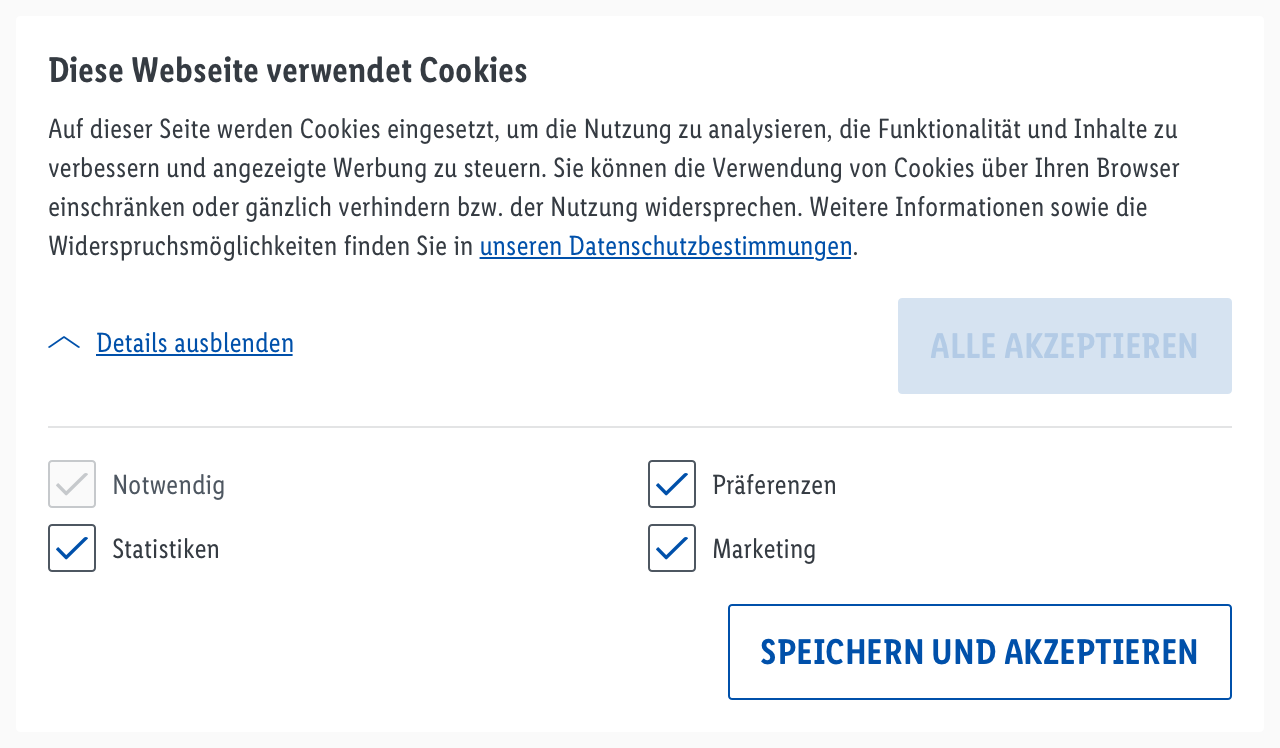 Diese Webseite verwendet Cookies
Auf dieser Seite werden Cookies eingesetzt, um die Nutzung zu analysieren, die Funktionalität und Inhalte zu
verbessern und angezeigte Werbung zu steuern. Sie können die Verwendung von Cookies über Ihren Browser
einschränken oder gänzlich verhindern bzw. der Nutzung widersprechen. Weitere Informationen sowie die
Widerspruchsmöglichkeiten finden Sie in unseren Datenschutzbestimmungen.
Details ausblenden
ALLE AKZEPTIEREN
Notwendig
Präferenzen
Statistiken
Marketing
SPEICHERN UND AKZEPTIEREN